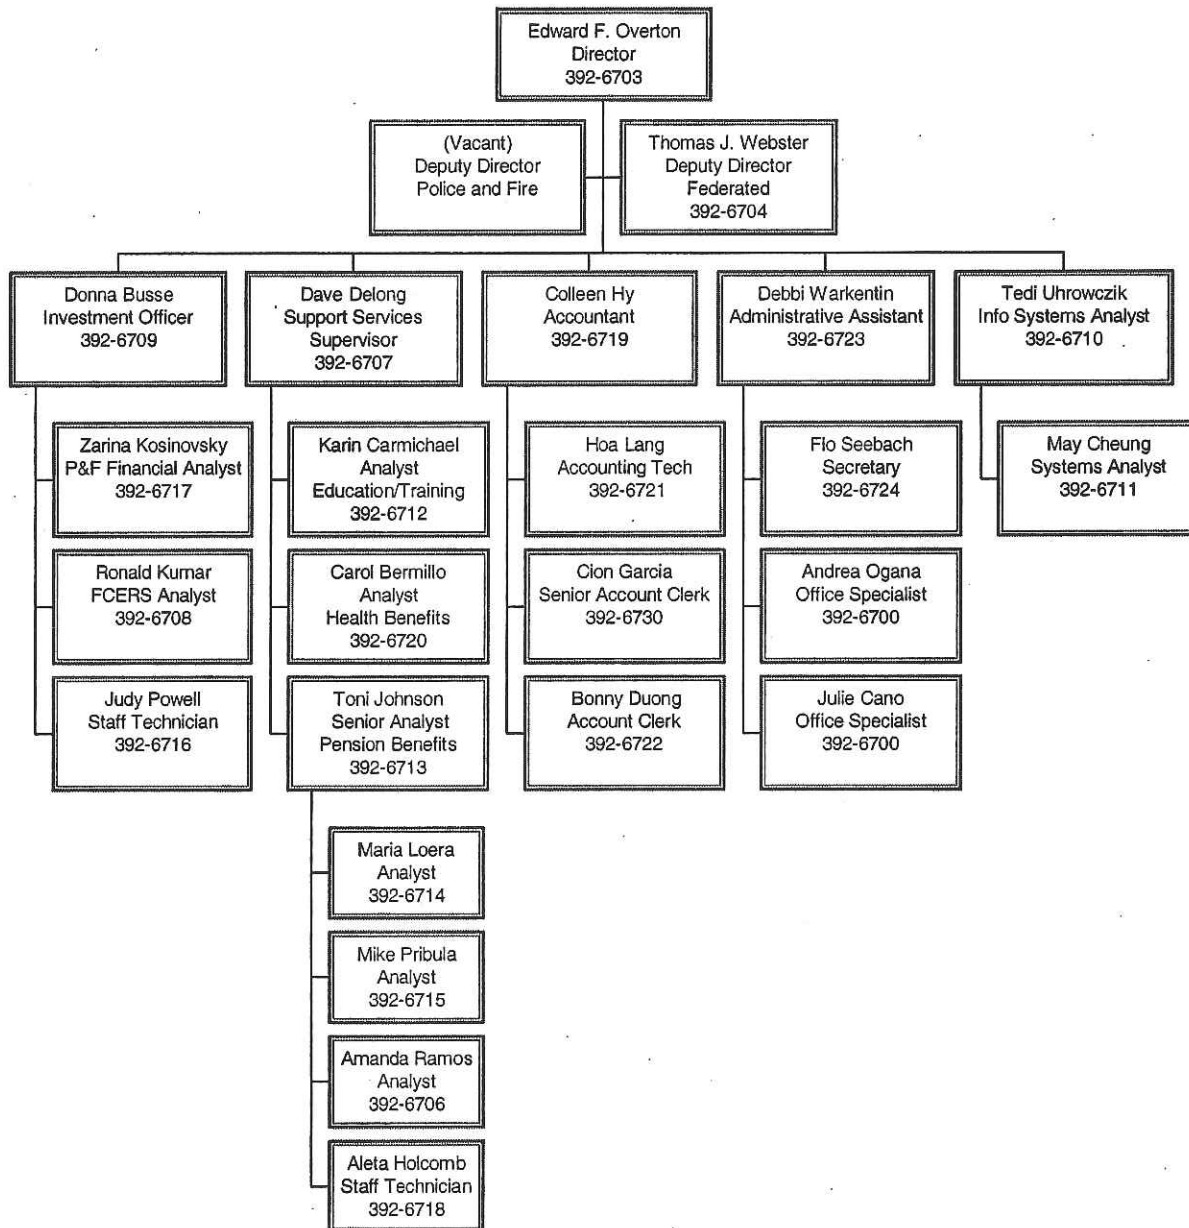 Edward F. Overton
Director
392-6703
(Vacant)
Deputy Director
Police and Fire
Thomas J. Webster
Deputy Director
Federated
392-6704
Donna Busse
Investment Officer
392-6709
Dave Delong
Support Services
Supervisor
392-6707
Colleen Hy
Accountant
392-6719
Debbi Warkentin
Administrative Assistant
392-6723
Tedi Uhrowczik
Info Systems Analyst
392-6710
Zarina Kosinovsky
P&F Financial Analyst
392-6717
Karin Carmichael
Analyst
Education/Training
392-6712
Hoa Lang
Accounting Tech
392-6721
Flo Seebach
Secretary
392-6724
May Cheung
Systems Analyst
392-6711
Ronald Kumar
FCERS Analyst
392-6708
Carol Bermillo
Analyst
Health Benefits
392-6720
Cion Garcia
Senior Account Clerk
392-6730
Andrea Ogana
Office Specialist
392-6700
Judy Powell
Staff Technician
392-6716
Toni Johnson
Senior Analyst
Pension Benefits
392-6713
Bonny Duong
Account Clerk
392-6722
Julie Cano
Office Specialist
392-6700
Maria Loera
Analyst
392-6714
Mike Pribula
Analyst
392-6715
Amanda Ramos
Analyst
392-6706
Aleta Holcomb
Staff Technician
392-6718